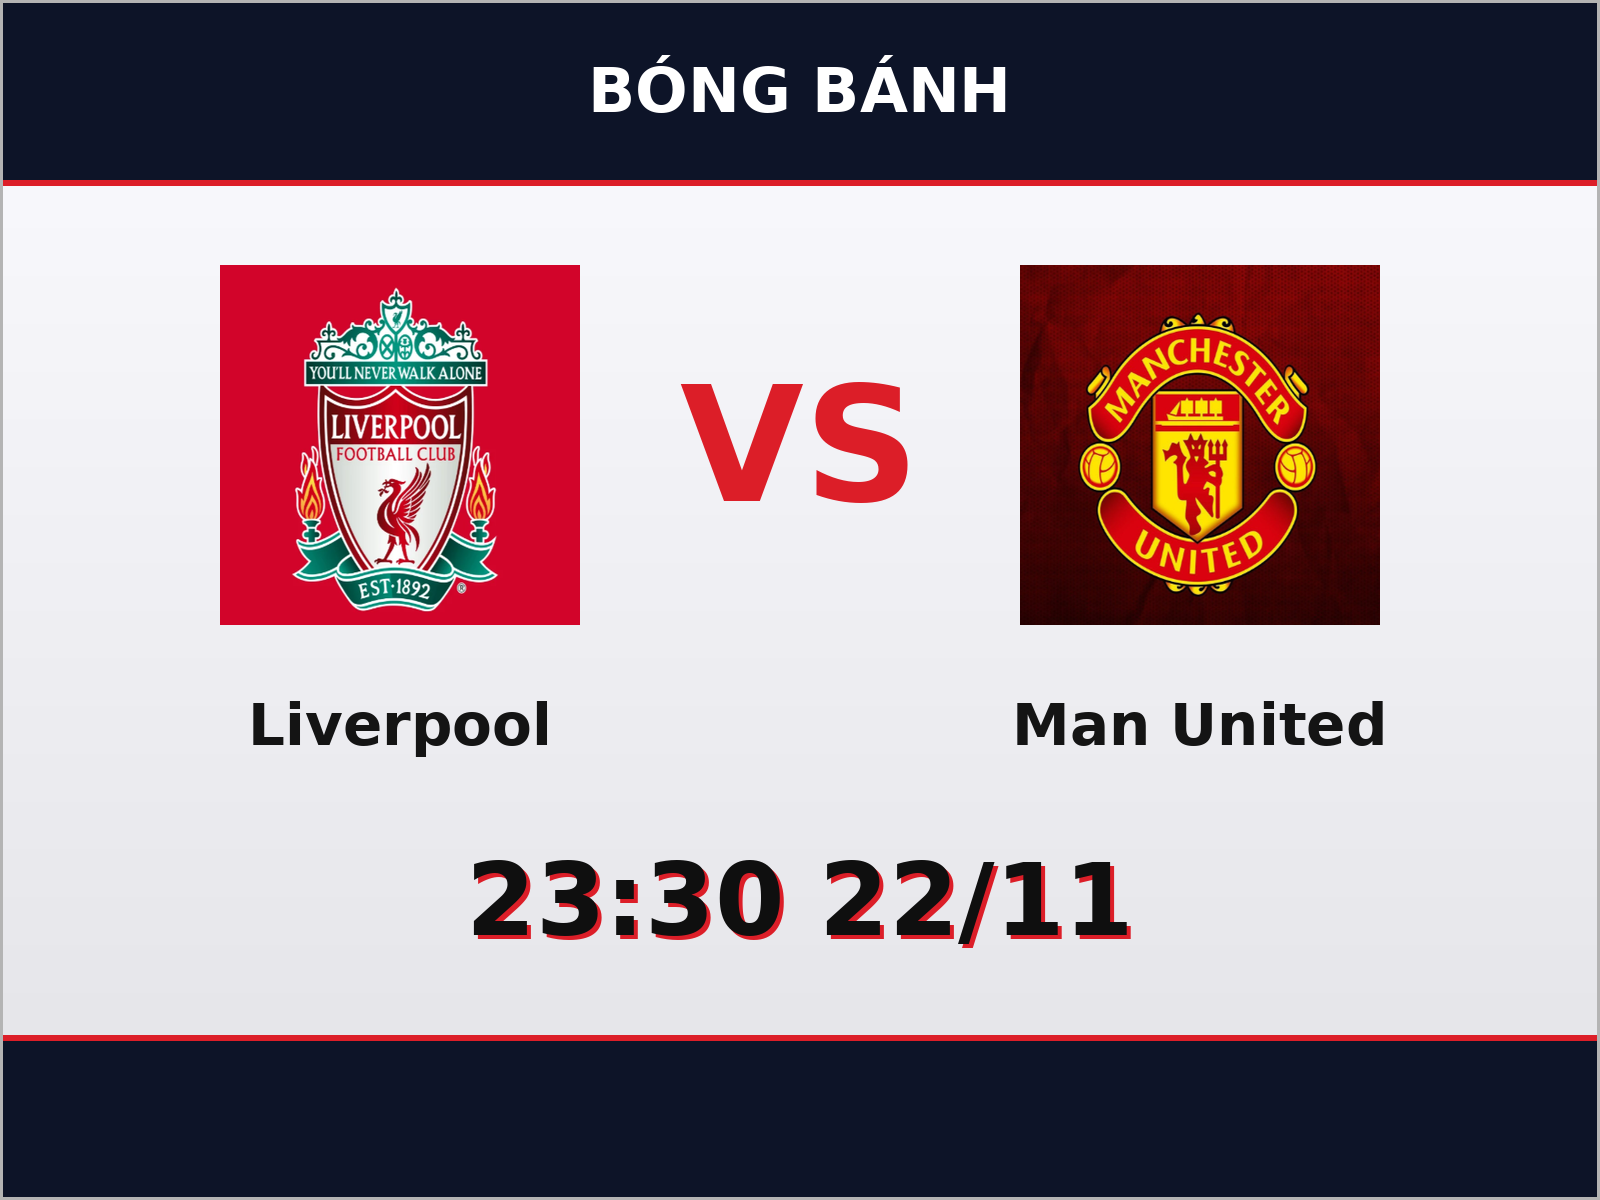 BÓNG BÁNH
YOU'LL NEVER WALK ALONE
LIVERPOOL
FOOTBALL CLUB
EST·1892
®
VS
MANCHESTER
UNITED
Liverpool
Man United
23:30 22/11